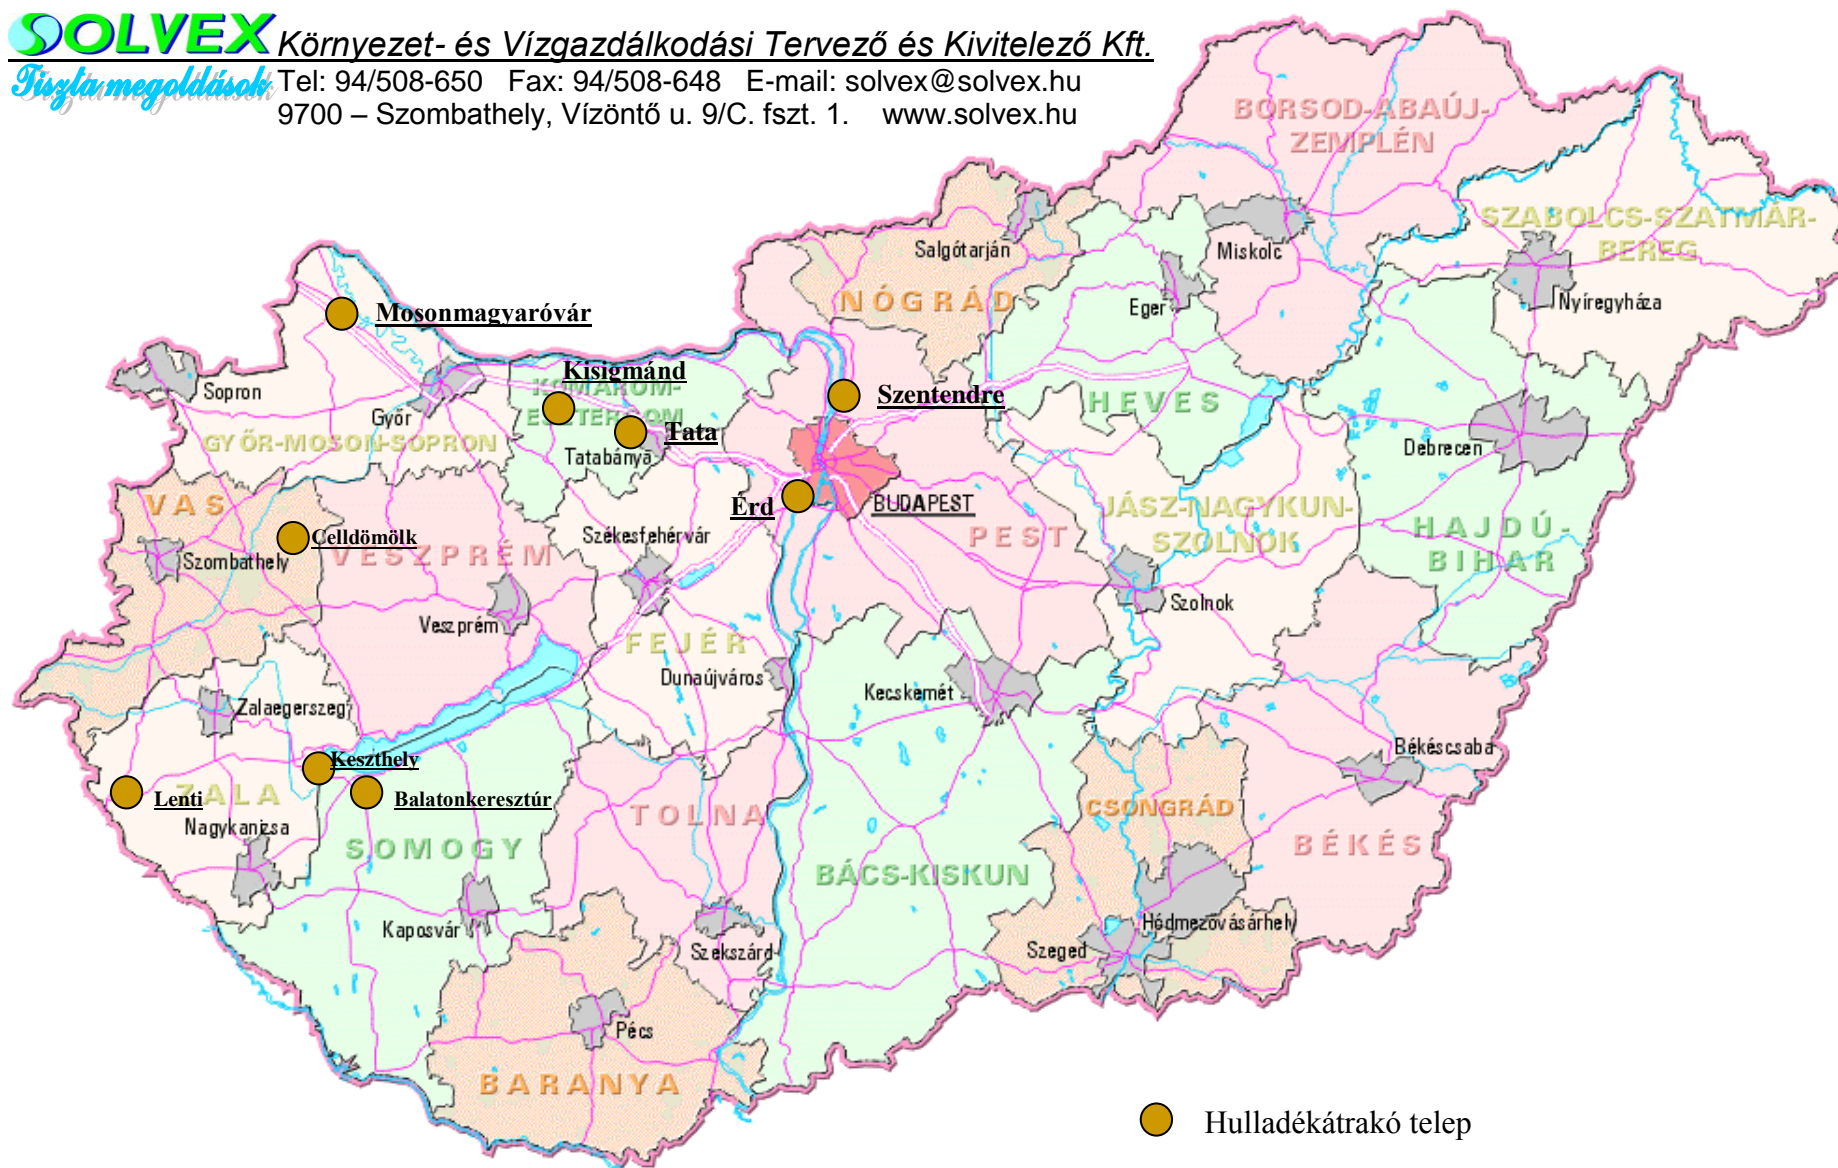 SOLVEX Környezet- és Vízgazdálkodási Tervező és Kivitelező Kft.
Tiszta megoldások Tel: 94/508-650 Fax: 94/508-648 E-mail: solvex@solvex.hu
9700 – Szombathely, Vízöntő u. 9/C. fszt. 1. www.solvex.hu
BORSOD-ABAÚJ-
ZEMPLÉN
SZABOLCS-SZATMÁR-
BEREG
Salgótarján
Miskolc
NÓGRÁD
Eger
Nyíregyháza
Mosonmagyaróvár
Kisigmánd
KOMÁROM-
ESZTERGOM
Sopron
Szentendre
HEVES
Győr
GYŐR-MOSON-SOPRON
Tata
Tatabánya
Debrecen
VAS
Érd
BUDAPEST
JÁSZ-NAGYKUN-
SZOLNOK
HAJDÚ-
BIHAR
Celldömölk
Székesfehérvár
PEST
Szombathely
VESZPRÉM
Szolnok
Veszprém
FEJÉR
Dunaújváros
Kecskemét
Zalaegerszeg
Békéscsaba
Keszthely
Lenti
ZALA
Balatonkeresztúr
Nagykanizsa
TOLNA
CSONGRÁD
SOMOGY
BÉKÉS
BÁCS-KISKUN
Kaposvár
Hódmezővásárhely
Szekszárd
Szeged
Pécs
BARANYA
Hulladékátrakó telep